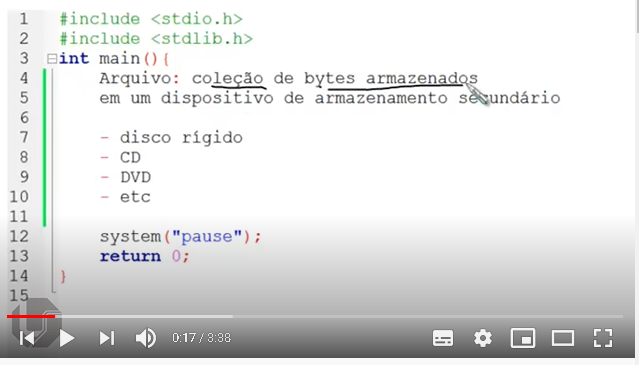 1 #include <stdio.h>
2 #include <stdlib.h>
3 int main(){
4 Arquivo: coleção de bytes armazenados
5 em um dispositivo de armazenamento secundário
6
7 - disco rígido
8 - CD
9 - DVD
10 - etc
11
12 system("pause");
13 return 0;
14 }
15
0:17 / 3:38